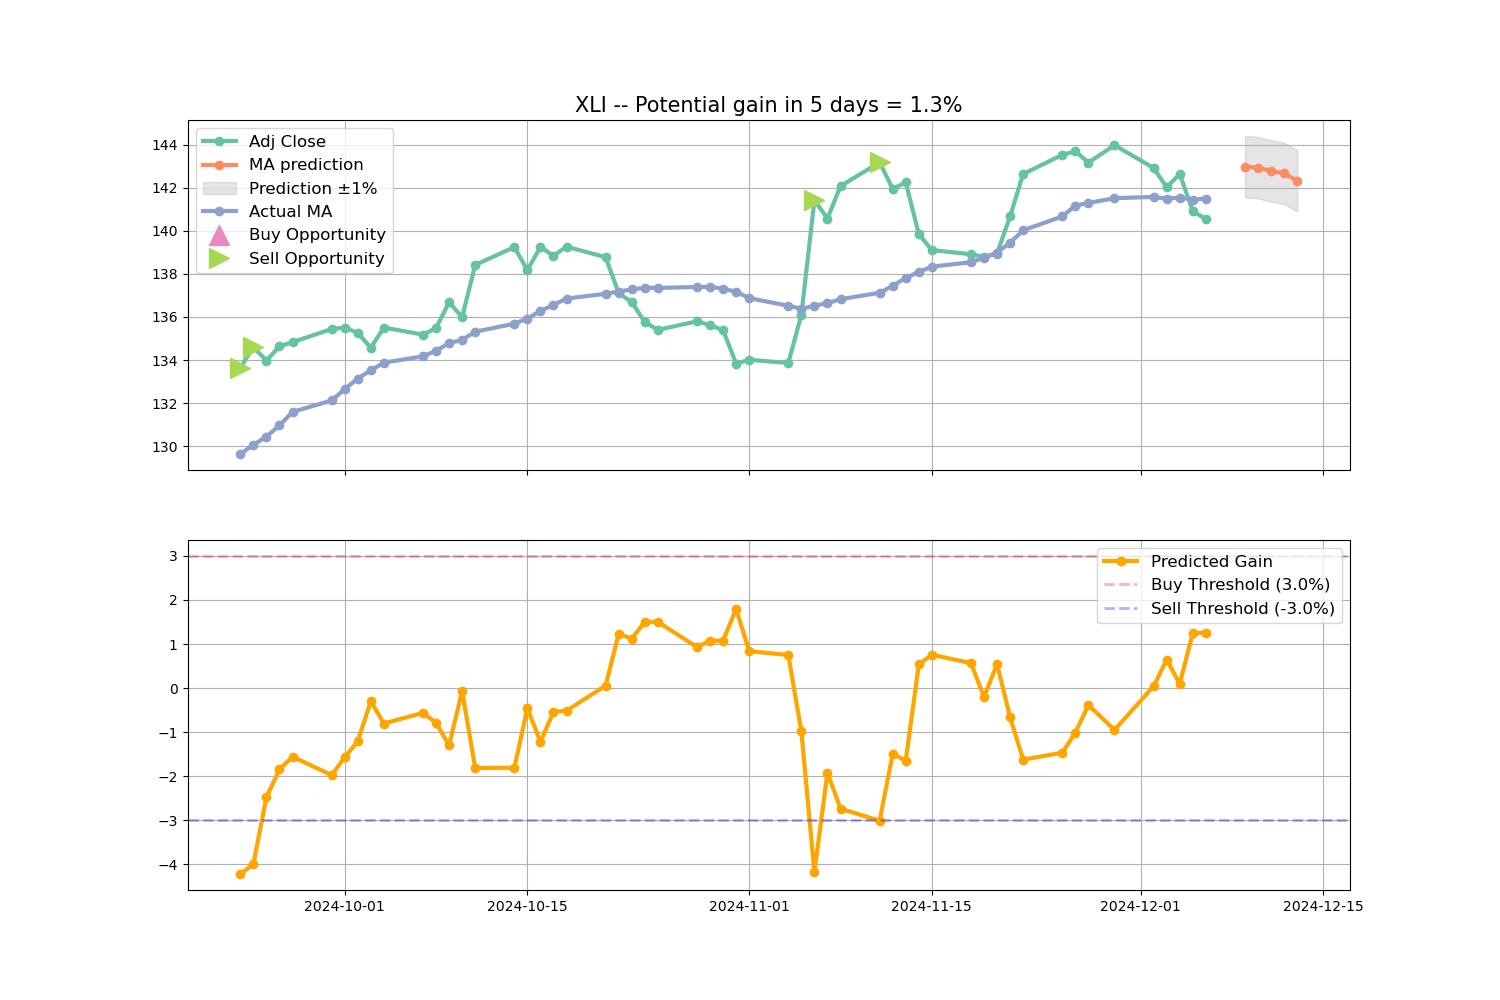 XLI -- Potential gain in 5 days = 1.3%
144
142
140
138
136
134
132
130
Adj Close
MA prediction
Prediction ±1%
Actual MA
Buy Opportunity
Sell Opportunity
3
2
1
0
−1
−2
−3
−4
Predicted Gain
Buy Threshold (3.0%)
Sell Threshold (-3.0%)
2024-10-01
2024-10-15
2024-11-01
2024-11-15
2024-12-01
2024-12-15